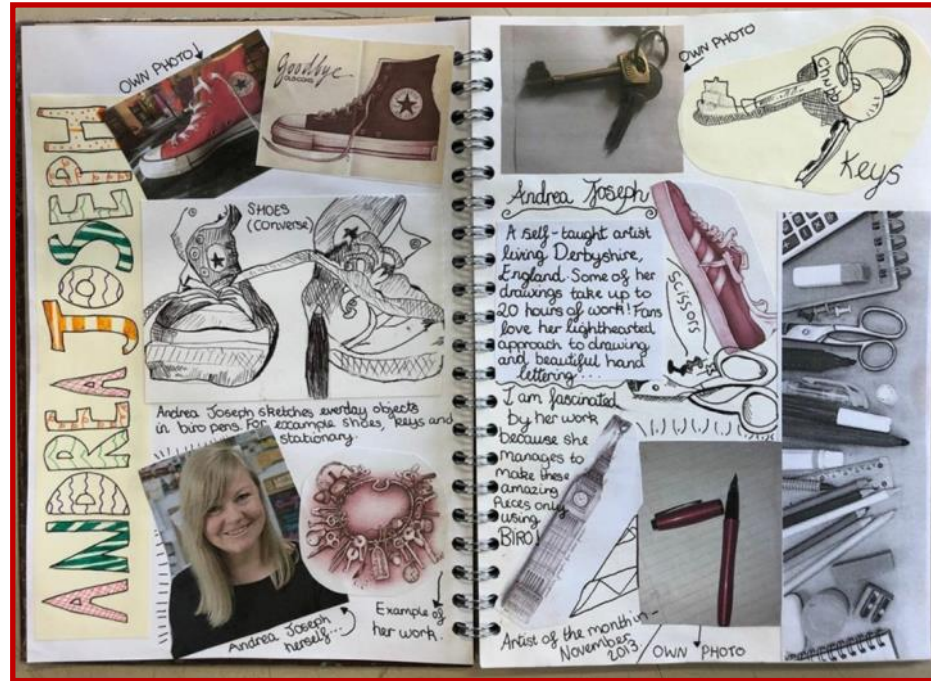 ANDREA JOSEPH
OWN PHOTO
Goodbye
OLD CONS.
SHOES
(CONVERSE)
Andrea Joseph sketches everday objects
in biro pens. For example shoes, keys and
stationary.
Andrea Joseph
herself...
Example of
her work.
OWN PHOTO
Chubb
Keys
Andrea Joseph
A self-taught artist
living Derbyshire,
England. Some of her
drawings take up to
20 hours of work! Fans
love her lighthearted
approach to drawing
and beautiful hand
lettering....
Scissors
I am fascinated
by her work
because she
manages to
make these
amazing
Pieces only
using
BIRO!
Artist of the month in -
November
2013.
OWN PHOTO